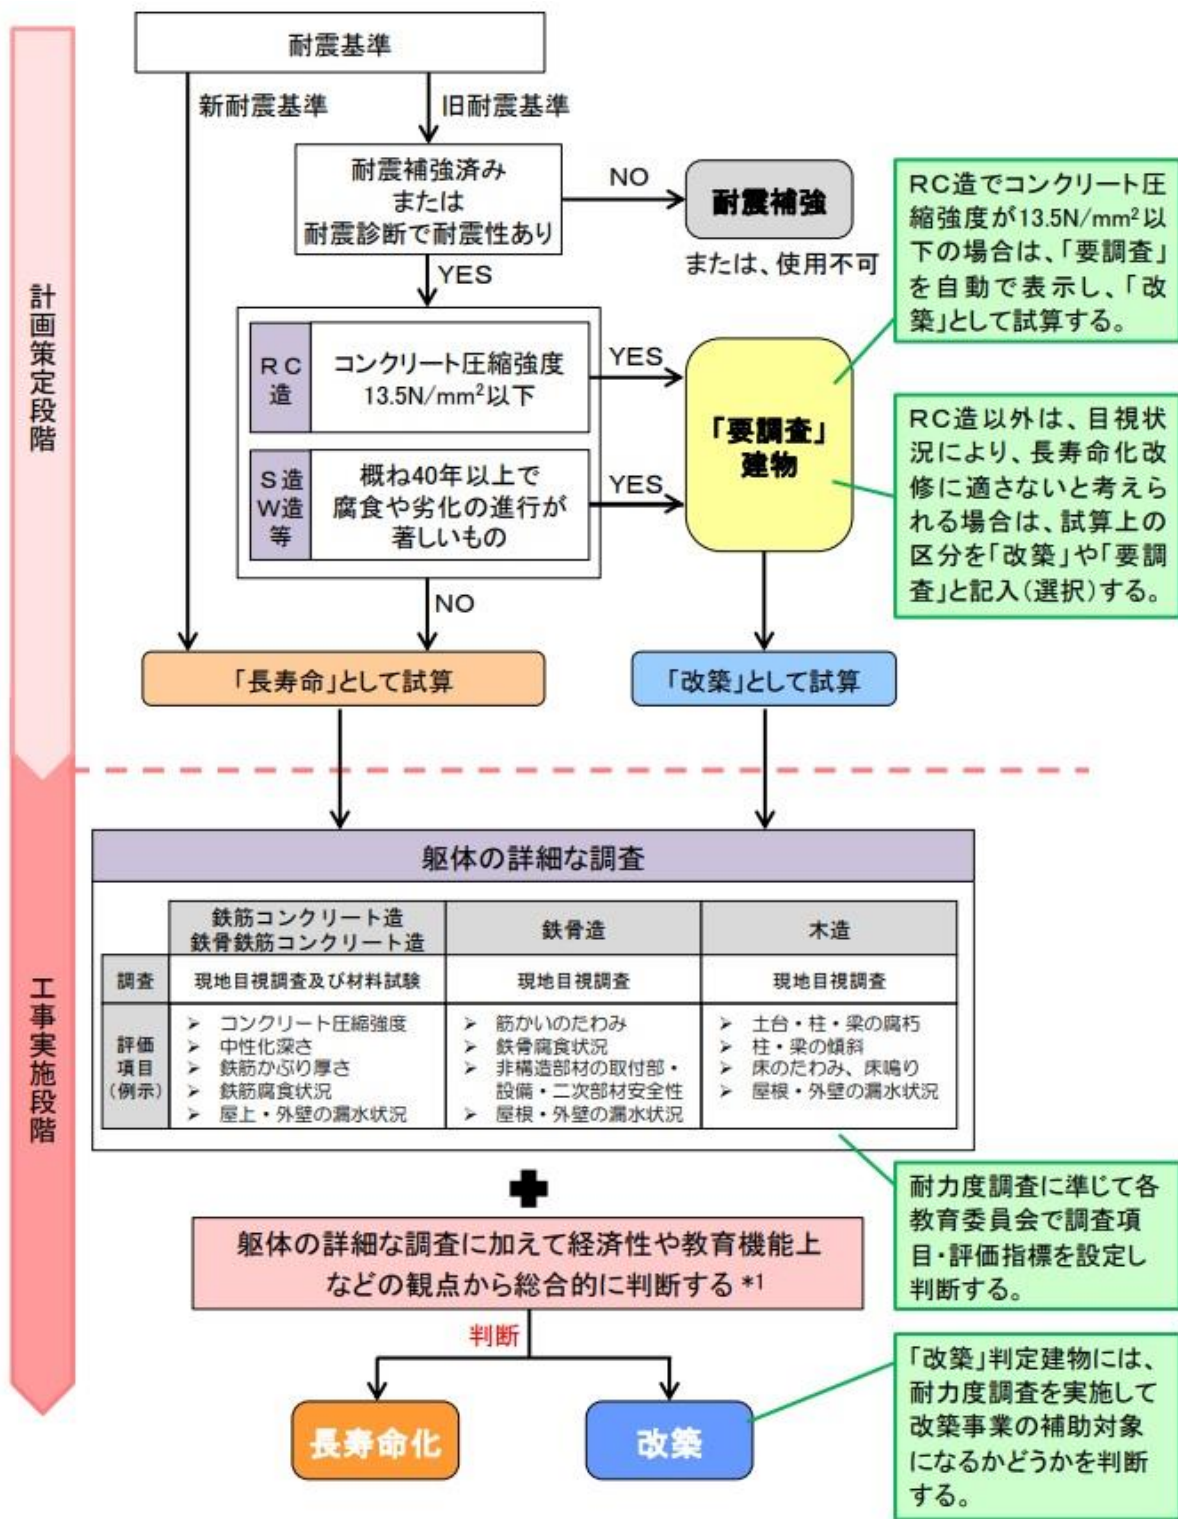 耐震基準
新耐震基準
旧耐震基準
耐震補強済み
または
耐震診断で耐震性あり
NO
耐震補強
または、使用不可
YES
RC造でコンクリート圧
縮強度が13.5N/mm²以
下の場合は、「要調査」
を自動で表示し、「改
築」として試算する。
計画策定段階
RC
造
コンクリート圧縮強度
13.5N/mm²以下
YES
S造
W造
等
概ね40年以上で
腐食や劣化の進行が
著しいもの
YES
「要調査」
建物
RC造以外は、目視状
況により、長寿命化改
修に適さないと考えら
れる場合は、試算上の
区分を「改築」や「要調
査」と記入(選択)する。
NO
「長寿命」として試算
「改築」として試算
工事実施段階
躯体の詳細な調査
鉄筋コンクリート造
鉄骨鉄筋コンクリート造
鉄骨造
木造
調査
現地目視調査及び材料試験
現地目視調査
現地目視調査
評価
項目
(例示)
➢ コンクリート圧縮強度
➢ 中性化深さ
➢ 鉄筋かぶり厚さ
➢ 鉄筋腐食状況
➢ 屋上・外壁の漏水状況
➢ 筋かいのたわみ
➢ 鉄骨腐食状況
➢ 非構造部材の取付部・
設備・二次部材安全性
➢ 屋根・外壁の漏水状況
➢ 土台・柱・梁の腐朽
➢ 柱・梁の傾斜
➢ 床のたわみ、床鳴り
➢ 屋根・外壁の漏水状況
耐力度調査に準じて各
教育委員会で調査項
目・評価指標を設定し
判断する。
躯体の詳細な調査に加えて経済性や教育機能上
などの観点から総合的に判断する *1
判断
長寿命化
改築
「改築」判定建物には、
耐力度調査を実施して
改築事業の補助対象
になるかどうかを判断
する。